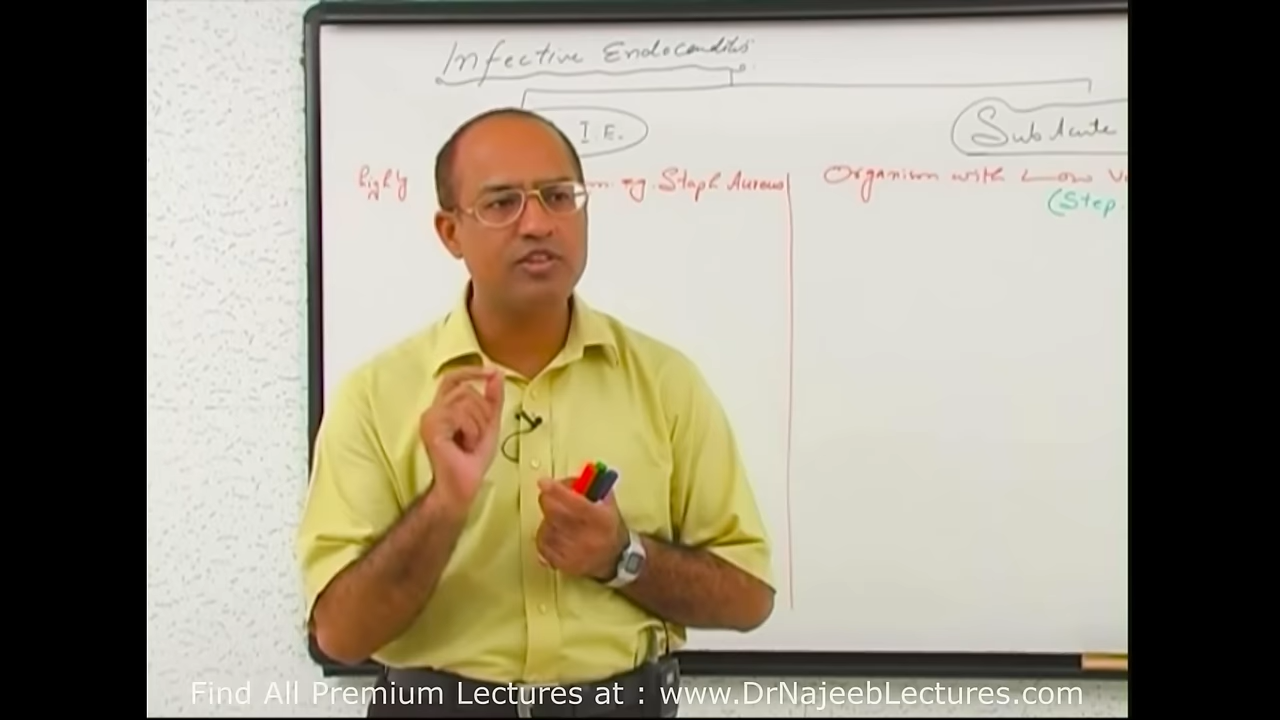 Infective Endocarditis
I E.
Sub Acute
highly
eg. Staph Aureus
Organism with Low V
(Step.
Find All Premium Lectures at : www.DrNajeebLectures.com